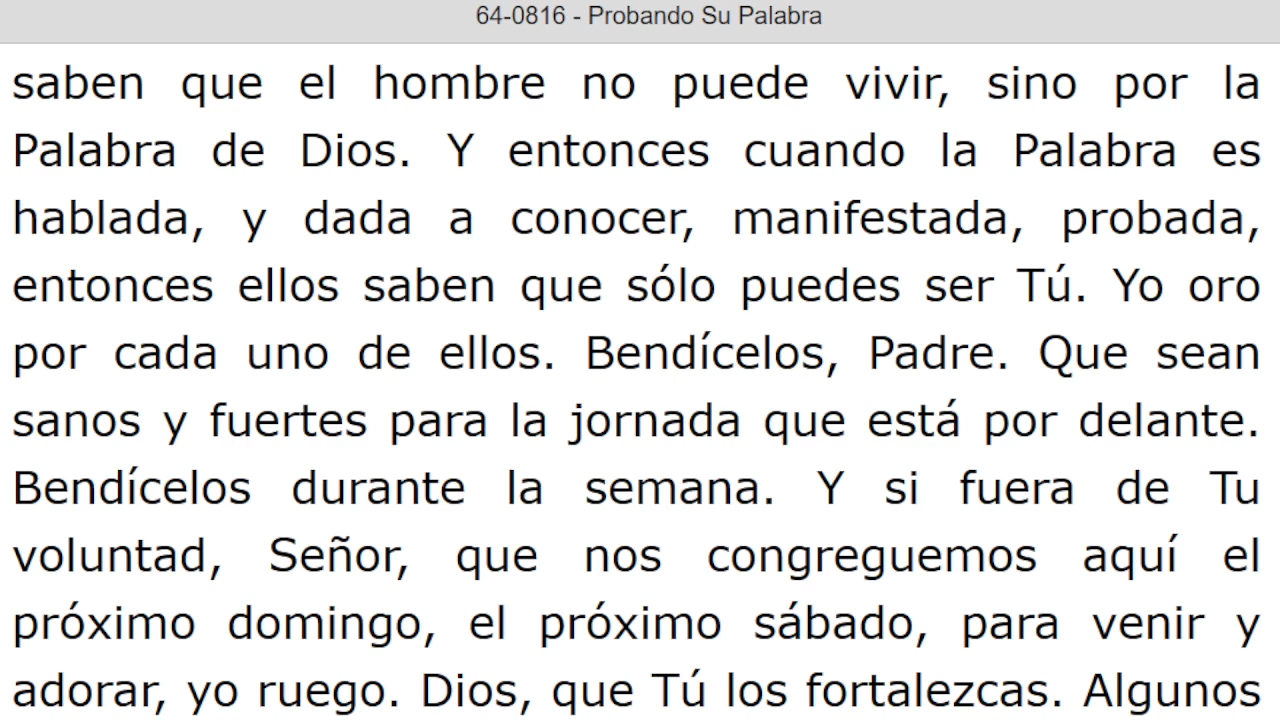 64-0816 - Probando Su Palabra
saben que el hombre no puede vivir, sino por la
Palabra de Dios. Y entonces cuando la Palabra es
hablada, y dada a conocer, manifestada, probada,
entonces ellos saben que sólo puedes ser Tú. Yo oro
por cada uno de ellos. Bendícelos, Padre. Que sean
sanos y fuertes para la jornada que está por delante.
Bendícelos durante la semana. Y si fuera de Tu
voluntad, Señor, que nos congreguemos aquí el
próximo domingo, el próximo sábado, para venir y
adorar, yo ruego. Dios, que Tú los fortalezcas. Algunos